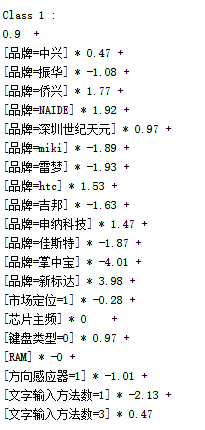 Class 1 :
0.9 +
[品牌=中兴] * 0.47 +
[品牌=振华] * -1.08 +
[品牌=侨兴] * 1.77 +
[品牌=NAIDE] * 1.92 +
[品牌=深圳世纪天元] * 0.97 +
[品牌=miki] * -1.89 +
[品牌=雷梦] * -1.93 +
[品牌=htc] * 1.53 +
[品牌=吉邦] * -1.63 +
[品牌=申纳科技] * 1.47 +
[品牌=佳斯特] * -1.87 +
[品牌=掌中宝] * -4.01 +
[品牌=新标达] * 3.98 +
[市场定位=1] * -0.28 +
[芯片主频] * 0 +
[键盘类型=0] * 0.97 +
[RAM] * -0 +
[方向感应器=1] * -1.01 +
[文字输入方法数=1] * -2.13 +
[文字输入方法数=3] * 0.47